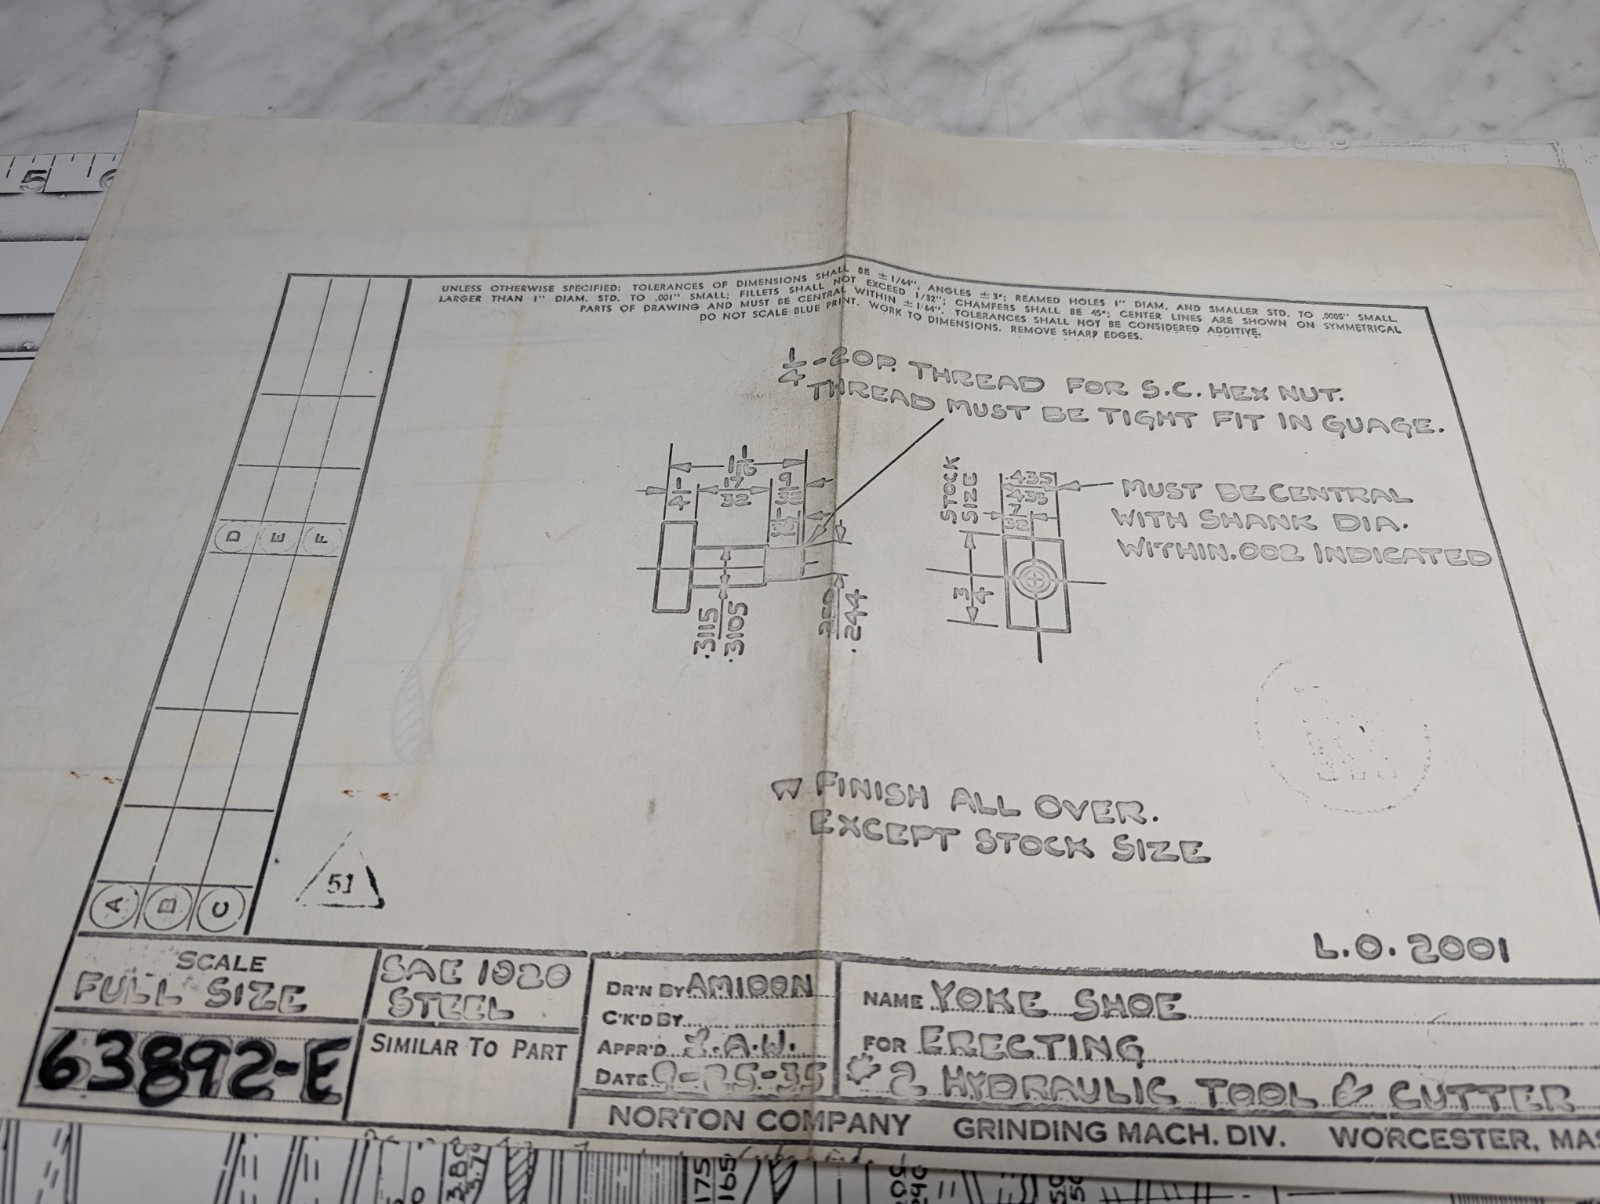 UNLESS OTHERWISE SPECIFIED: TOLERANCES OF DIMENSIONS SHALL BE ± 1/64"; ANGLES ± 3°; REAMED HOLES 1" DIAM. AND SMALLER STD. TO .0005" SMALL
LARGER THAN 1" DIAM. STD. TO .001" SMALL; FILLETS SHALL NOT EXCEED 1/32"; CHAMFERS SHALL BE 45°; CENTER LINES ARE SHOWN ON SYMMETRICAL
PARTS OF DRAWING AND MUST BE CENTRAL WITHIN ± 1/64". TOLERANCES SHALL NOT BE CONSIDERED ADDITIVE.
DO NOT SCALE BLUE PRINT. WORK TO DIMENSIONS. REMOVE SHARP EDGES.
1/4-20P. THREAD FOR S.C. HEX NUT.
THREAD MUST BE TIGHT FIT IN GUAGE.
1 1/16
1/4
17/32
9/32
.3115
.3105
.244
STOCK
SIZE
.435
.435
7/32
3/4
MUST BE CENTRAL
WITH SHANK DIA.
WITHIN .002 INDICATED
D E F
FINISH ALL OVER.
EXCEPT STOCK SIZE
51
A B C
L.O. 2001
SCALE
FULL SIZE
63892-E
SAE 1020
STEEL
SIMILAR TO PART
DR'N BY AMIDON
C'K'D BY
APPR'D
DATE 9-25-35
NAME YOKE SHOE
FOR ERECTING
#2 HYDRAULIC TOOL & CUTTER
NORTON COMPANY GRINDING MACH. DIV. WORCESTER, MAS
5
175
165